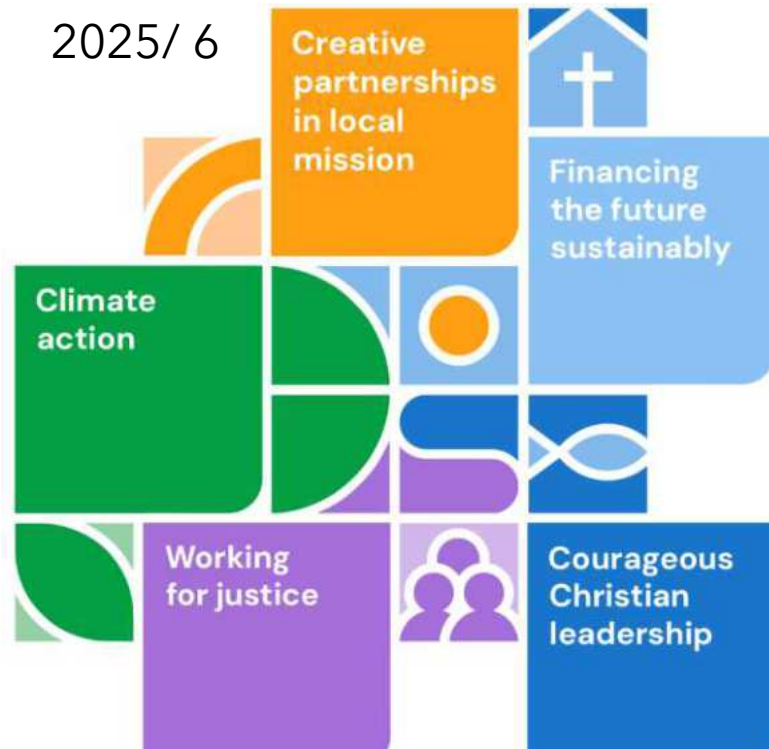 2025/ 6
Creative
partnerships
in local
mission
Financing
the future
sustainably
Climate
action
Working
for justice
Courageous
Christian
leadership